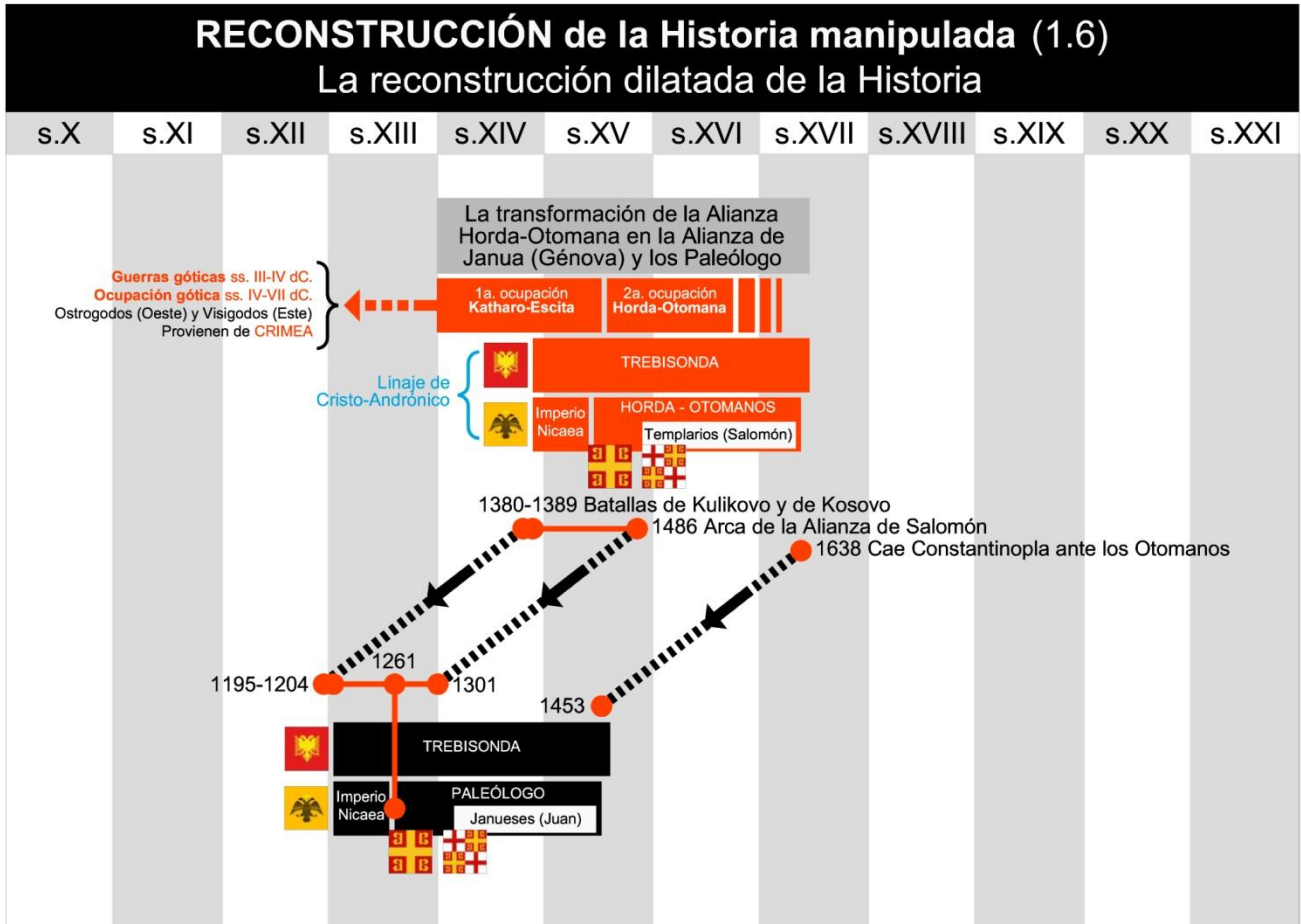 RECONSTRUCCIÓN de la Historia manipulada (1.6)
La reconstrucción dilatada de la Historia
s.X s.XI s.XII s.XIII s.XIV s.XV s.XVI s.XVII s.XVIII s.XIX s.XX s.XXI
La transformación de la Alianza
Horda-Otomana en la Alianza de
Janua (Génova) y los Paleólogo
Guerras góticas ss. III-IV dC.
Ocupación gótica ss. IV-VII dC.
Ostrogodos (Oeste) y Visigodos (Este)
Provienen de CRIMEA
1a. ocupación
Katharo-Escita
2a. ocupación
Horda-Otomana
Linaje de
Cristo-Andrónico
TREBISONDA
Imperio
Nicaea
HORDA - OTOMANOS
Templarios (Salomón)
1380-1389 Batallas de Kulikovo y de Kosovo
1486 Arca de la Alianza de Salomón
1638 Cae Constantinopla ante los Otomanos
1195-1204
1261
1301
1453
TREBISONDA
Imperio
Nicaea
PALEÓLOGO
Janueses (Juan)